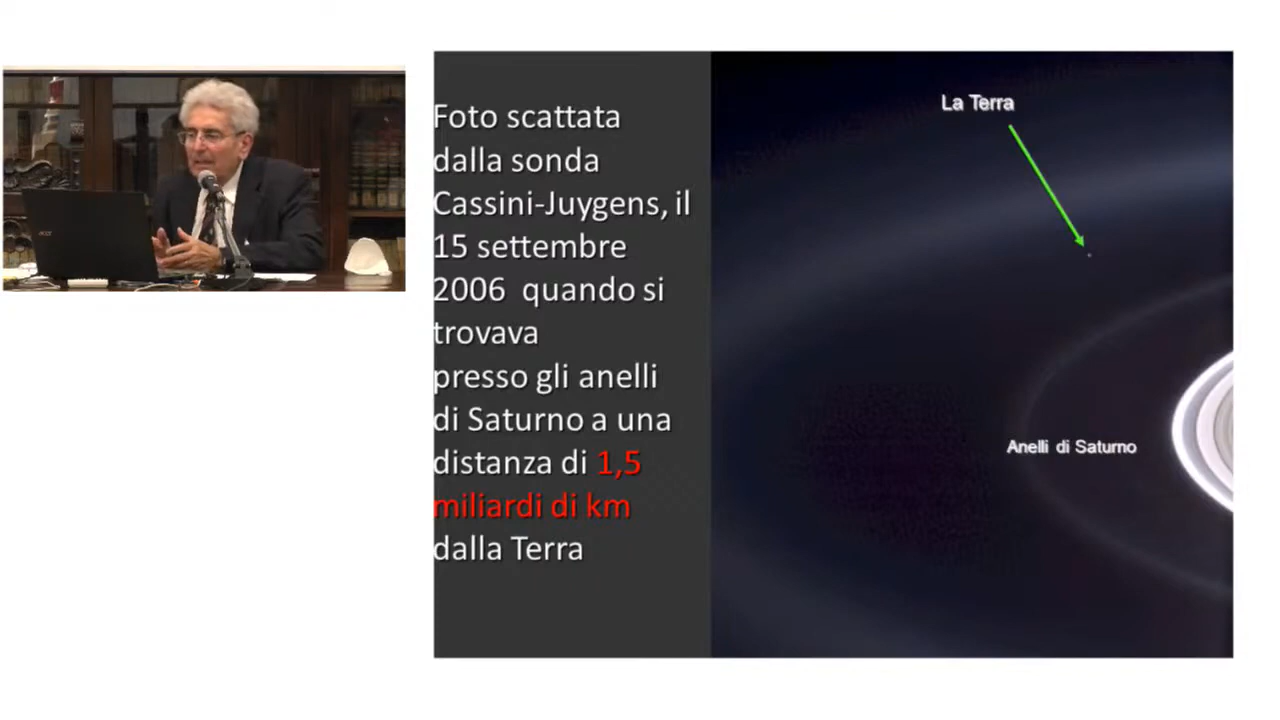 Foto scattata
dalla sonda
Cassini-Juygens, il
15 settembre
2006 quando si
trovava
presso gli anelli
di Saturno a una
distanza di 1,5
miliardi di km
dalla Terra
La Terra
Anelli di Saturno
acer